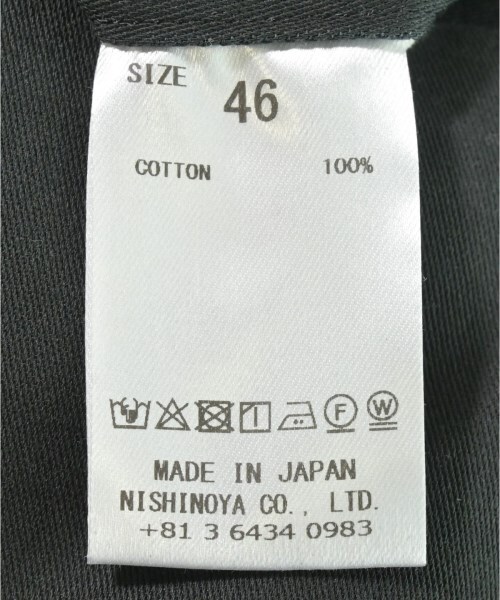 SIZE 46
COTTON 100%
F W
MADE IN JAPAN
NISHINOYA CO., LTD.
+81 3 6434 0983